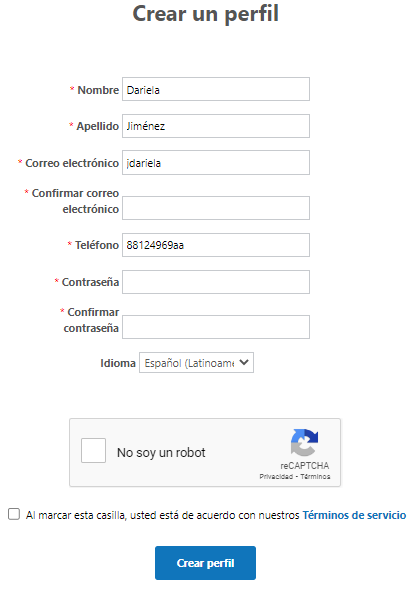 Crear un perfil
* Nombre Dariela
* Apellido Jiménez
* Correo electrónico jdariela
* Confirmar correo
electrónico
* Teléfono 88124969aa
* Contraseña
* Confirmar
contraseña
Idioma Español (Latinoame
No soy un robot
reCAPTCHA
Privacidad - Términos
Al marcar esta casilla, usted está de acuerdo con nuestros Términos de servicio
Crear perfil